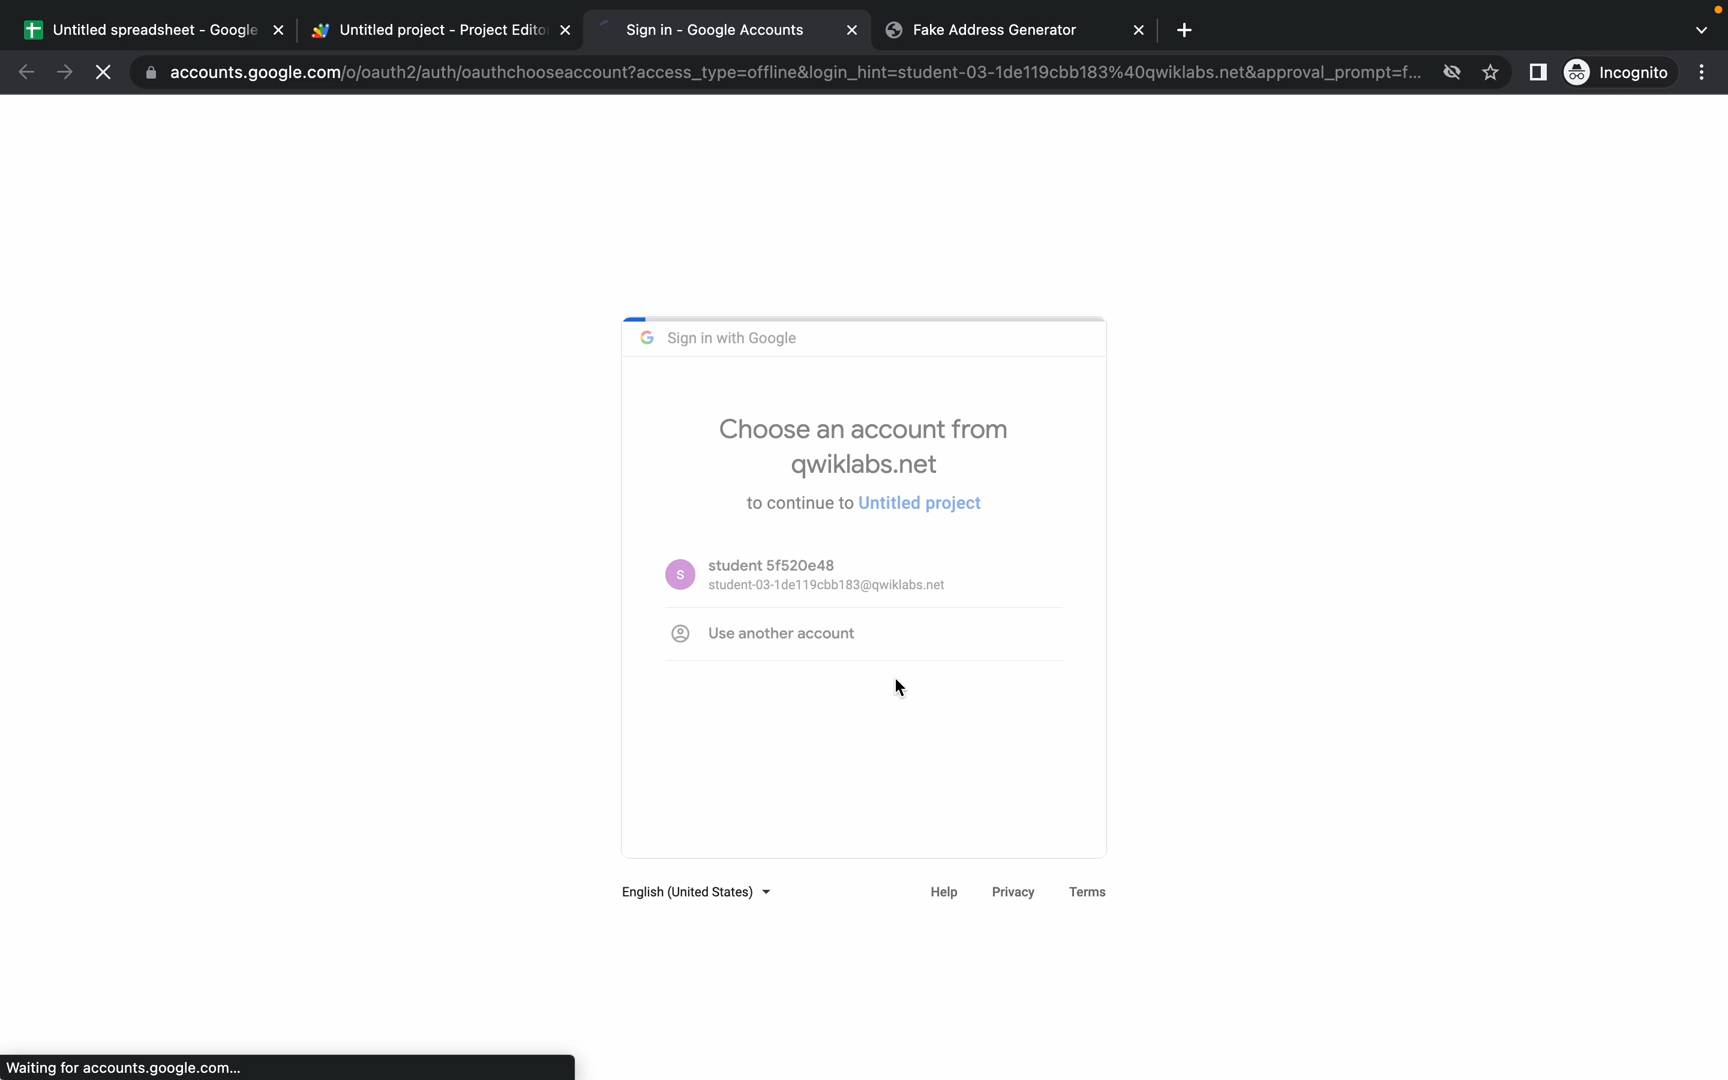 Untitled spreadsheet - Google
Untitled project - Project Edito
Sign in - Google Accounts
Fake Address Generator
accounts.google.com/o/oauth2/auth/oauthchooseaccount?access_type=offline&login_hint=student-03-1de119cbb183%40qwiklabs.net&approval_prompt=f...
Incognito
Sign in with Google
Choose an account from
qwiklabs.net
to continue to Untitled project
S
student 5f520e48
student-03-1de119cbb183@qwiklabs.net
Use another account
English (United States)
Help
Privacy
Terms
Waiting for accounts.google.com...